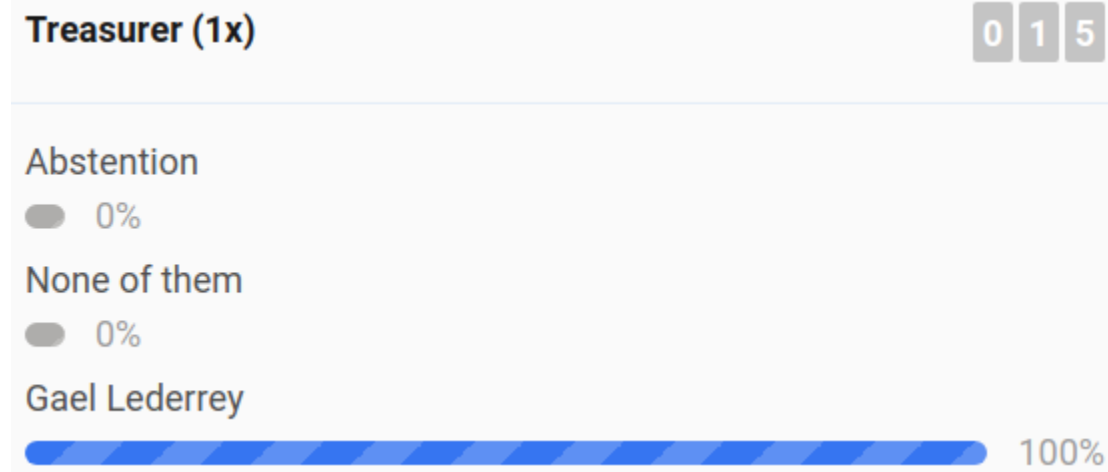 Treasurer (1x) 0 1 5
Abstention
0%
None of them
0%
Gael Lederrey
100%